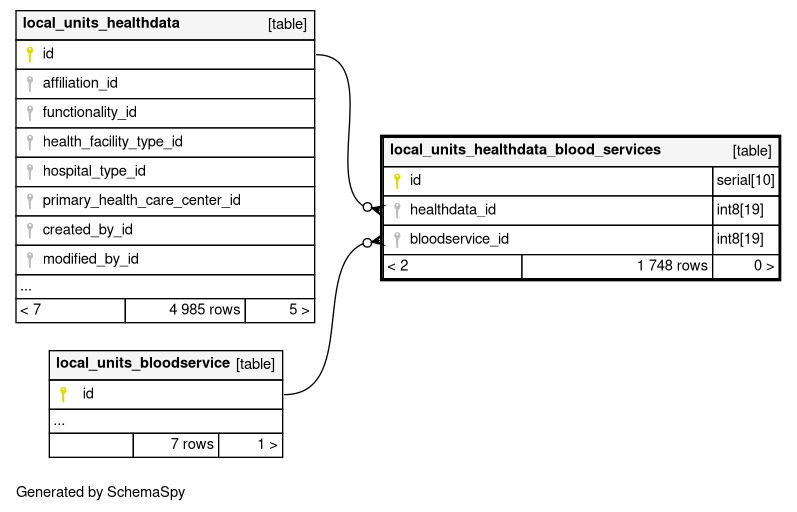 local_units_healthdata [table]
id
affiliation_id
functionality_id
health_facility_type_id
hospital_type_id
primary_health_care_center_id
created_by_id
modified_by_id
...
< 7 4 985 rows 5 >
local_units_healthdata_blood_services [table]
id serial[10]
healthdata_id int8[19]
bloodservice_id int8[19]
< 2 1 748 rows 0 >
local_units_bloodservice [table]
id
...
7 rows 1 >
Generated by SchemaSpy